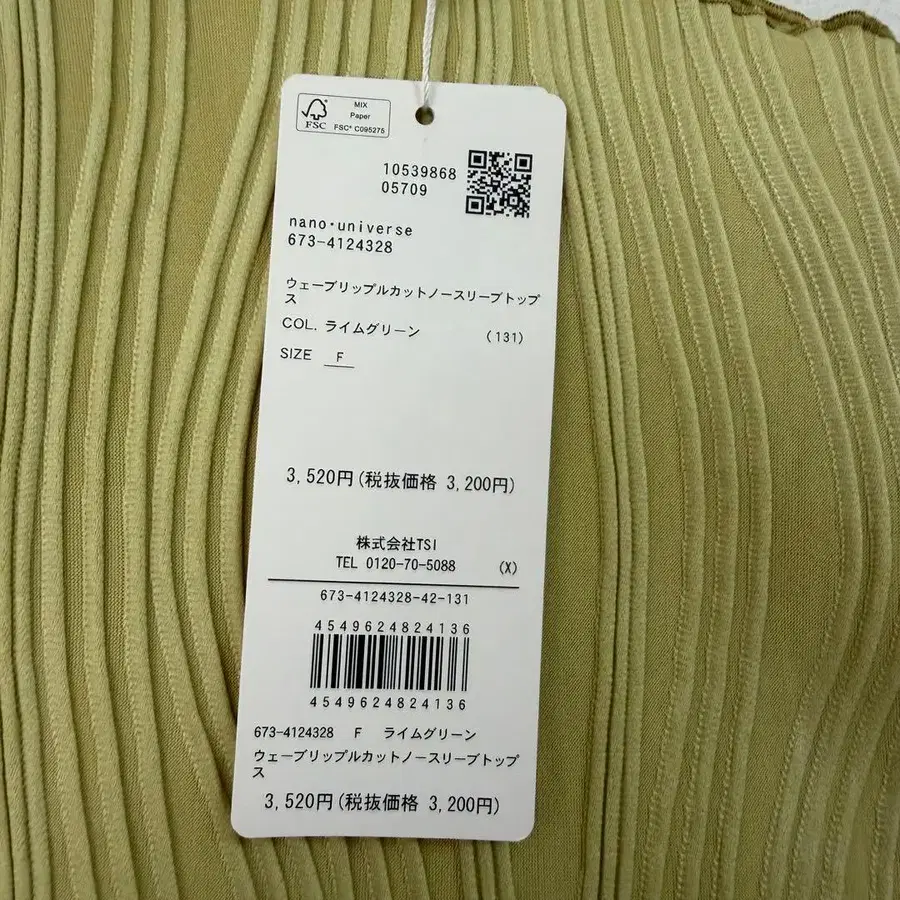 MIX
Paper
FSC
FSC® C095275
10539868
05709
nano・universe
673-4124328
ウェーブリップルカットノースリーブトップ
ス
COL. ライムグリーン (131)
SIZE F
3,520円(税抜価格 3,200円)
株式会社TSI
TEL 0120-70-5088 (X)
673-4124328-42-131
4549624824136
4549624824136
673-4124328 F ライムグリーン
ウェーブリップルカットノースリーブトップ
ス
3,520円(税抜価格 3,200円)